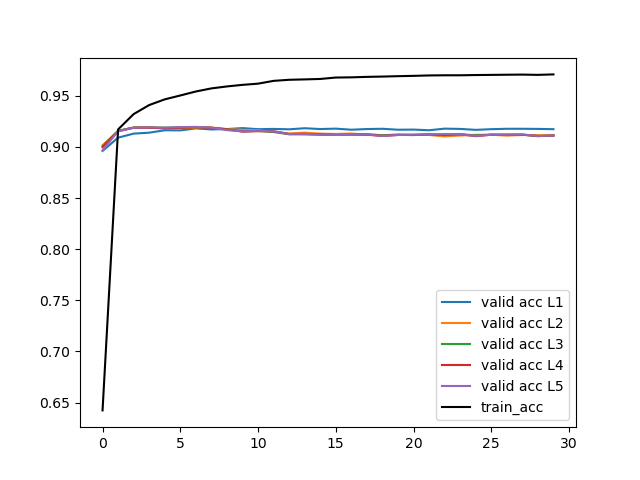 0.95
0.90
0.85
0.80
0.75
0.70
0.65
0 5 10 15 20 25 30
valid acc L1
valid acc L2
valid acc L3
valid acc L4
valid acc L5
train_acc